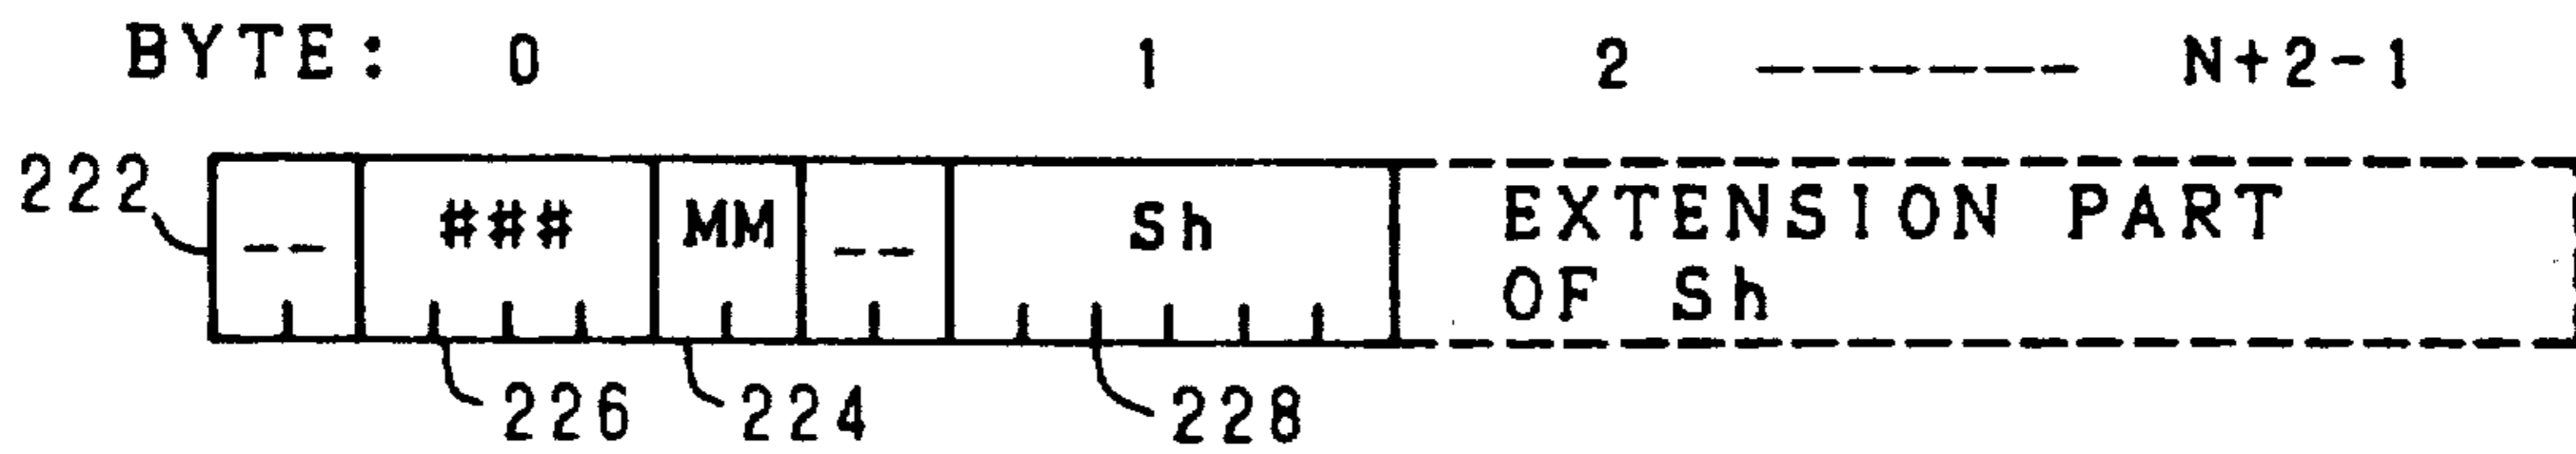 BYTE: 0 1 2 ------ N+2-1
222 -- ### MM -- Sh EXTENSION PART
OF Sh
226 224 228